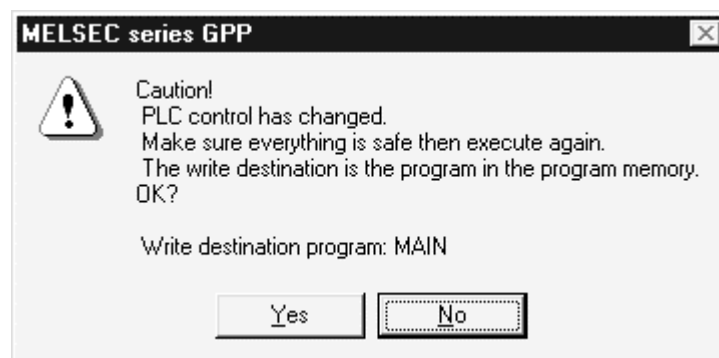 MELSEC series GPP
Caution!
PLC control has changed.
Make sure everything is safe then execute again.
The write destination is the program in the program memory.
OK?
Write destination program: MAIN
Yes
No